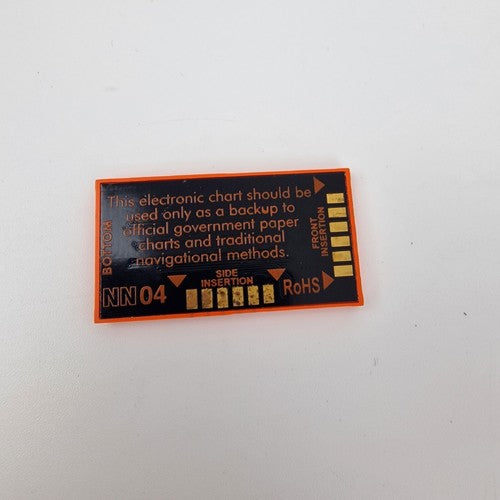 This electronic chart should be
used only as a backup to
official government paper
charts and traditional
navigational methods.
BOTTOM
FRONT
INSERTION
SIDE
INSERTION
NN04
RoHS